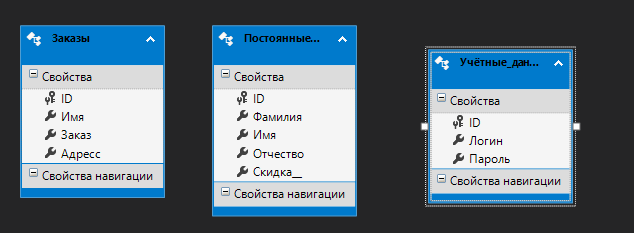 Заказы
Свойства
ID
Имя
Заказ
Адресс
Свойства навигации
Постоянные...
Свойства
ID
Фамилия
Имя
Отчество
Скидка__
Свойства навигации
Учётные_дан...
Свойства
ID
Логин
Пароль
Свойства навигации